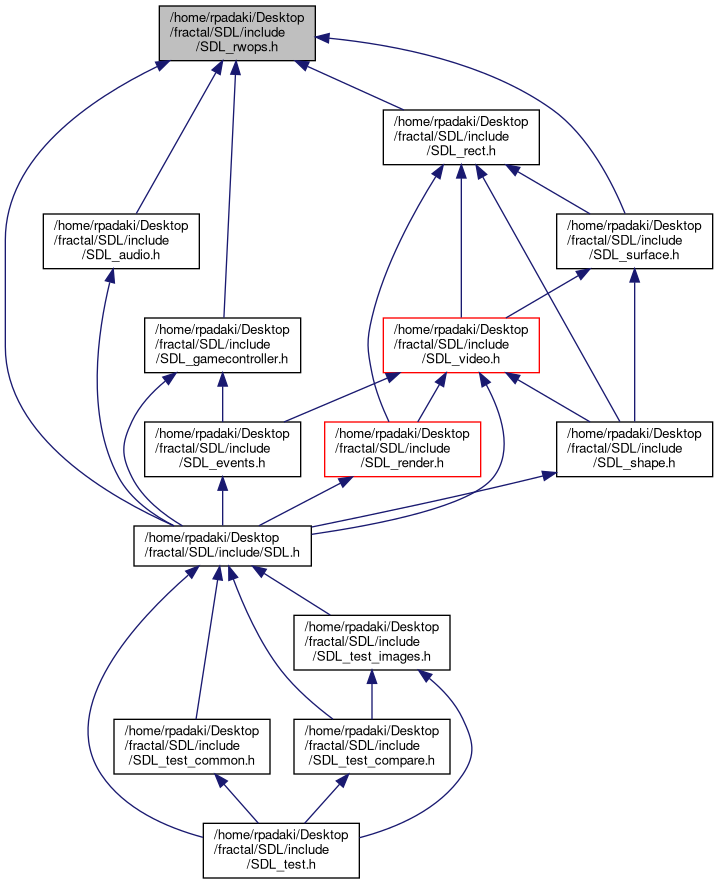 /home/rpadaki/Desktop
/fractal/SDL/include
/SDL_rwops.h
/home/rpadaki/Desktop
/fractal/SDL/include
/SDL_rect.h
/home/rpadaki/Desktop
/fractal/SDL/include
/SDL_audio.h
/home/rpadaki/Desktop
/fractal/SDL/include
/SDL_surface.h
/home/rpadaki/Desktop
/fractal/SDL/include
/SDL_gamecontroller.h
/home/rpadaki/Desktop
/fractal/SDL/include
/SDL_video.h
/home/rpadaki/Desktop
/fractal/SDL/include
/SDL_events.h
/home/rpadaki/Desktop
/fractal/SDL/include
/SDL_render.h
/home/rpadaki/Desktop
/fractal/SDL/include
/SDL_shape.h
/home/rpadaki/Desktop
/fractal/SDL/include/SDL.h
/home/rpadaki/Desktop
/fractal/SDL/include
/SDL_test_images.h
/home/rpadaki/Desktop
/fractal/SDL/include
/SDL_test_common.h
/home/rpadaki/Desktop
/fractal/SDL/include
/SDL_test_compare.h
/home/rpadaki/Desktop
/fractal/SDL/include
/SDL_test.h